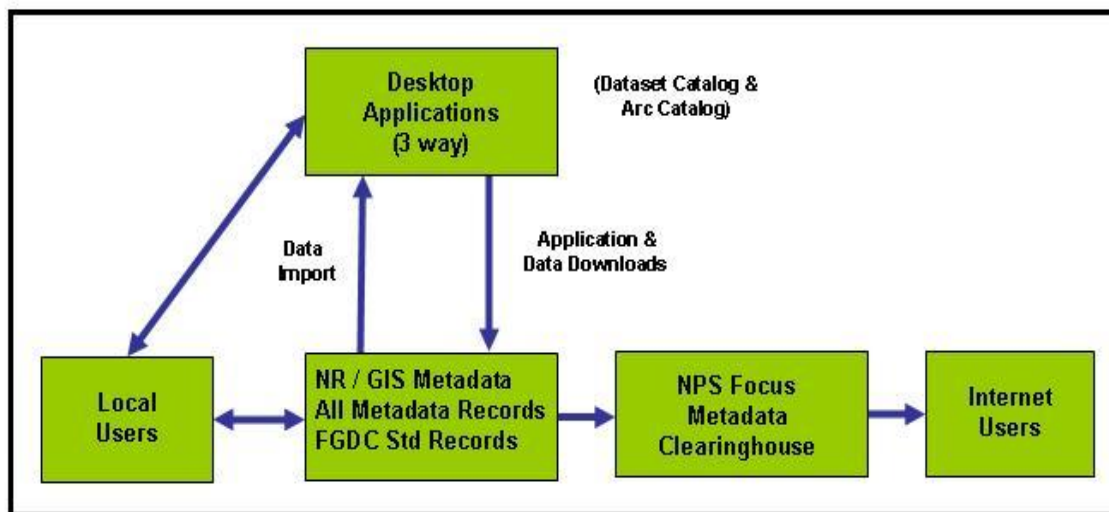 Desktop
Applications
(3 way)
(Dataset Catalog &
Arc Catalog)
Data
Import
Application &
Data Downloads
Local
Users
NR / GIS Metadata
All Metadata Records
FGDC Std Records
NPS Focus
Metadata
Clearinghouse
Internet
Users